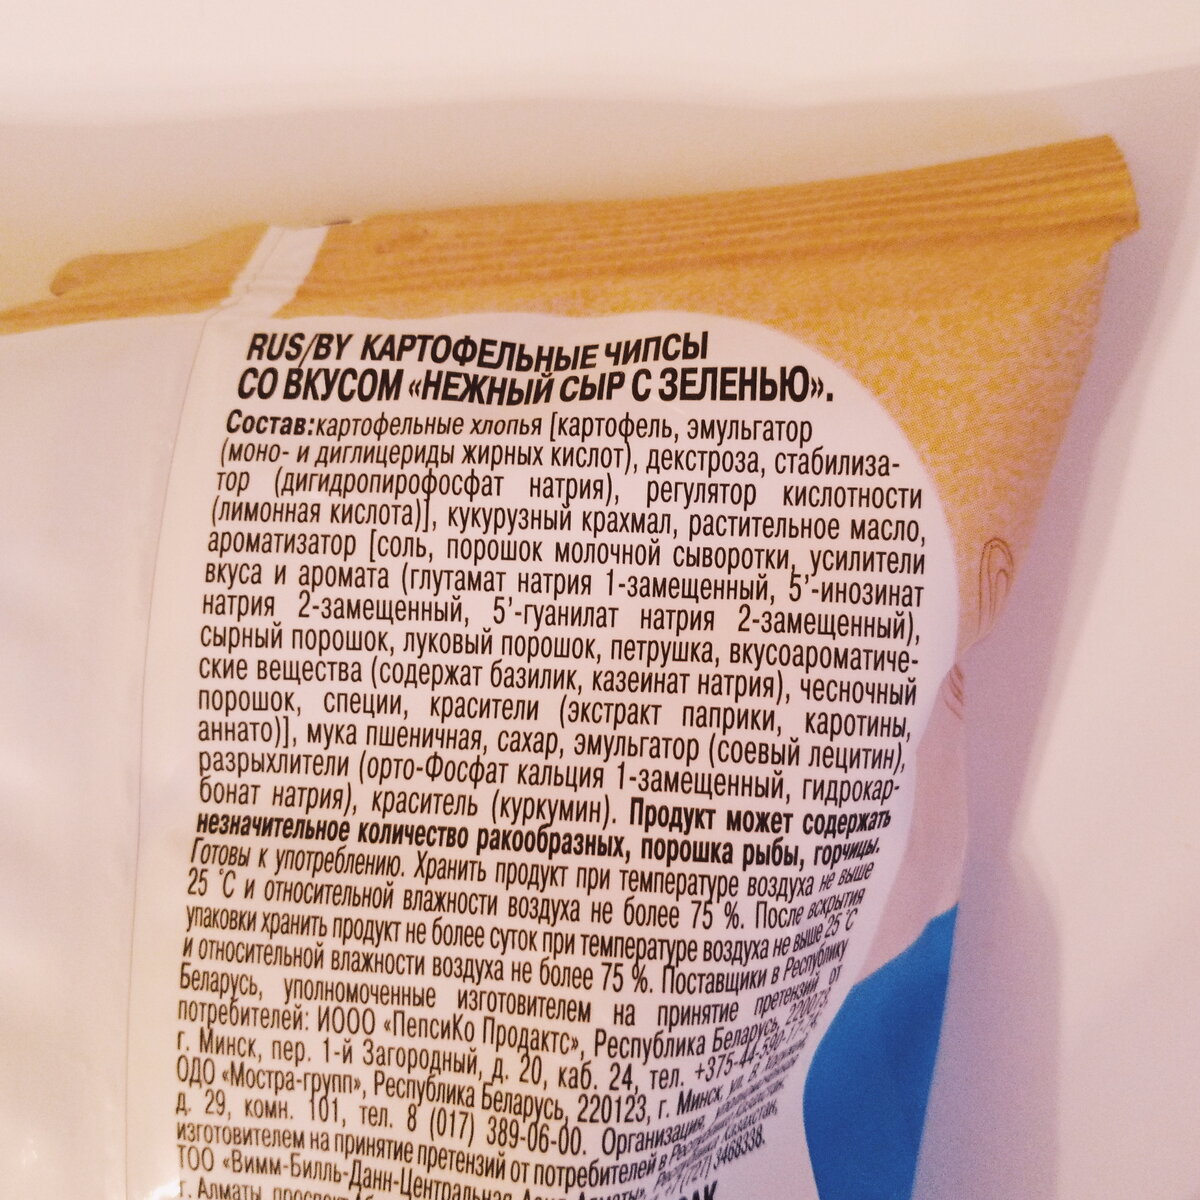 RUS/BY КАРТОФЕЛЬНЫЕ ЧИПСЫ
СО ВКУСОМ «НЕЖНЫЙ СЫР С ЗЕЛЕНЬЮ».
Состав:картофельные хлопья [картофель, эмульгатор
(моно- и диглицериды жирных кислот), декстроза, стабилиза-
тор (дигидропирофосфат натрия), регулятор кислотности
(лимонная кислота)], кукурузный крахмал, растительное масло,
ароматизатор [соль, порошок молочной сыворотки, усилители
вкуса и аромата (глутамат натрия 1-замещенный, 5’-инозинат
натрия 2-замещенный, 5’-гуанилат натрия 2-замещенный),
сырный порошок, луковый порошок, петрушка, вкусоароматиче-
ские вещества (содержат базилик, казеинат натрия), чесночный
порошок, специи, красители (экстракт паприки, каротины,
аннато)], мука пшеничная, сахар, эмульгатор (соевый лецитин),
разрыхлители (орто-Фосфат кальция 1-замещенный, гидрокар-
бонат натрия), краситель (куркумин). Продукт может содержать
незначительное количество ракообразных, порошка рыбы, горчицы.
Готовы к употреблению. Хранить продукт при температуре воздуха не выше
25 °С и относительной влажности воздуха не более 75 %. После вскрытия
упаковки хранить продукт не более суток при температуре воздуха не выше 25 °С
и относительной влажности воздуха не более 75 %. Поставщики в Республику
Беларусь, уполномоченные изготовителем на принятие претензий от
потребителей: ИООО «ПепсиКо Продактс», Республика Беларусь,
г. Минск, пер. 1-й Загородный, д. 20, каб. 24, тел. +375-44-590-
ОДО «Мостра-групп», Республика Беларусь, 220123, г. Минск, ул. В.
д. 29, комн. 101, тел. 8 (017) 389-06-00. Организация,
изготовителем на принятие претензий от потребителей в
ТОО «Вимм-Билль-Данн-Центральная Азия-Алматы», Республика Казахстан,
г. Алматы, проспект